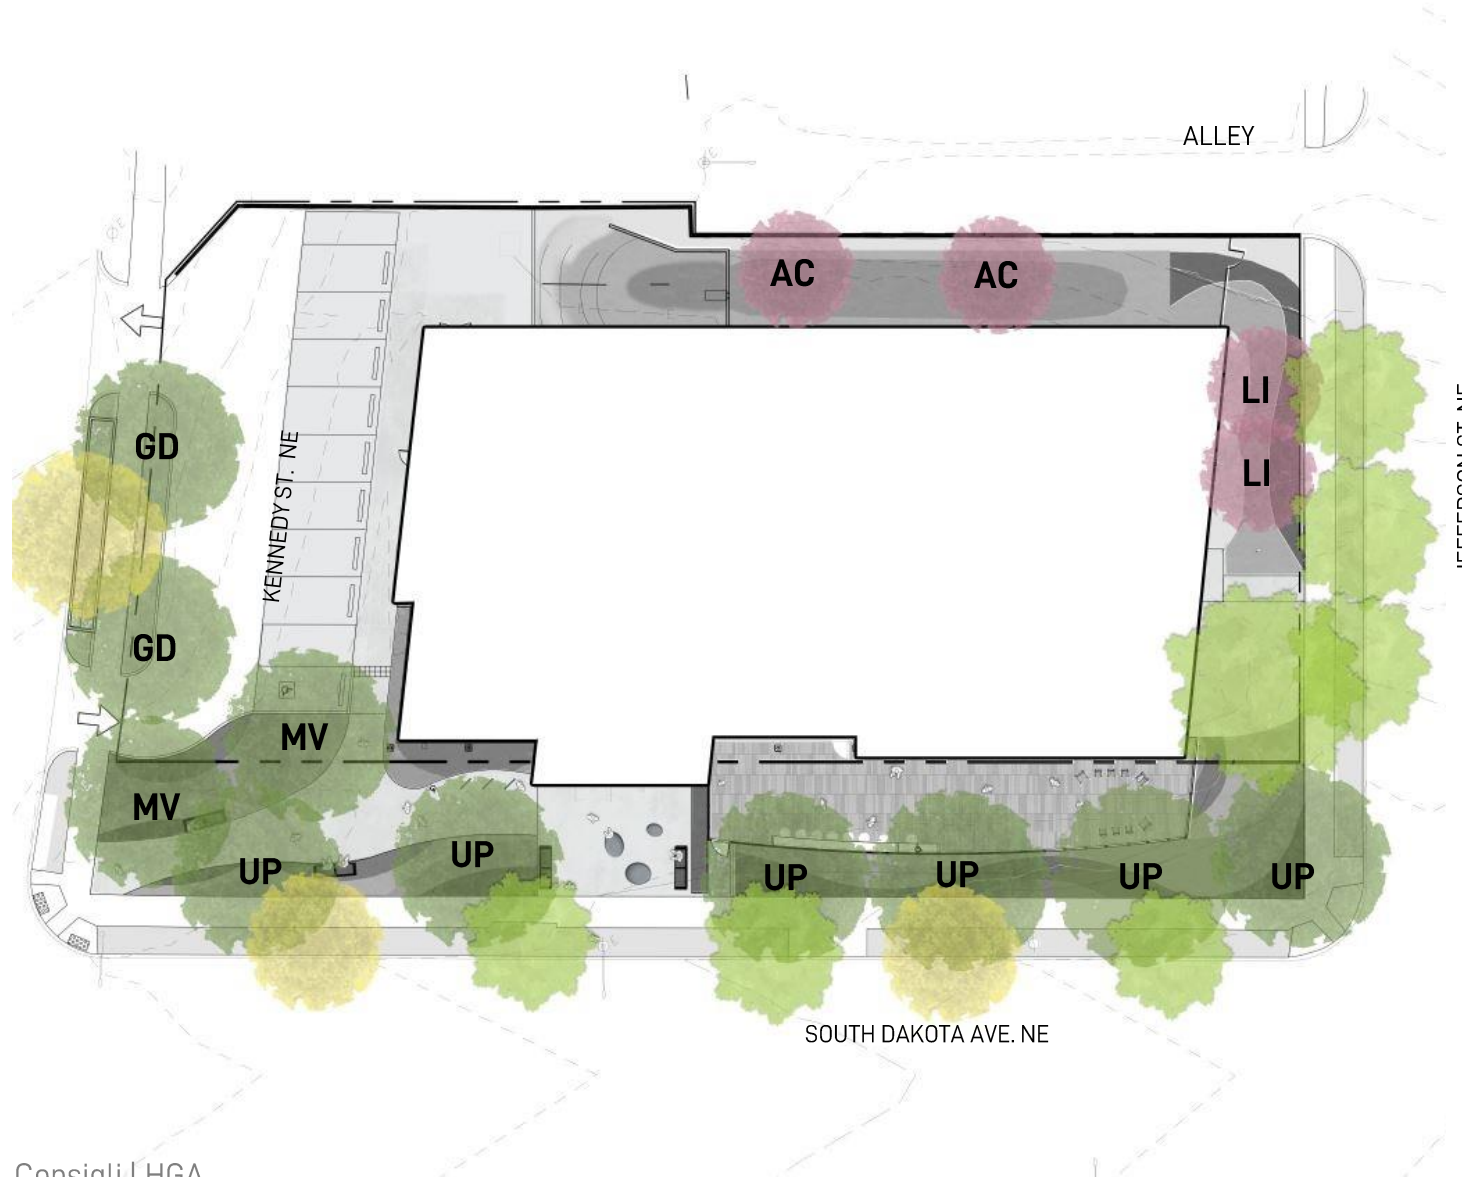 ALLEY
AC
AC
LI
LI
GD
KENNEDY ST. NE
GD
MV
MV
UP
UP
UP
UP
UP
UP
SOUTH DAKOTA AVE. NE
Consigli | HGA